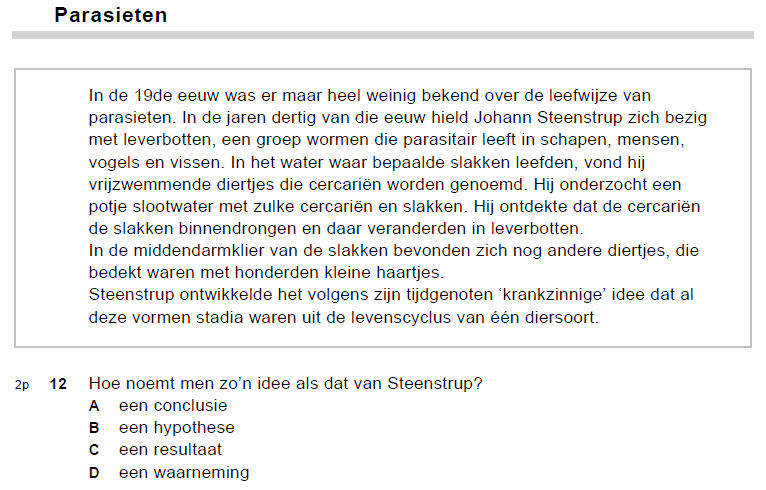 Parasieten
In de 19de eeuw was er maar heel weinig bekend over de leefwijze van
parasieten. In de jaren dertig van die eeuw hield Johann Steenstrup zich bezig
met leverbotten, een groep wormen die parasitair leeft in schapen, mensen,
vogels en vissen. In het water waar bepaalde slakken leefden, vond hij
vrijzwemmende diertjes die cercariën worden genoemd. Hij onderzocht een
potje slootwater met zulke cercariën en slakken. Hij ontdekte dat de cercariën
de slakken binnendrongen en daar veranderden in leverbotten.
In de middendarmklier van de slakken bevonden zich nog andere diertjes, die
bedekt waren met honderden kleine haartjes.
Steenstrup ontwikkelde het volgens zijn tijdgenoten ‘krankzinnige’ idee dat al
deze vormen stadia waren uit de levenscyclus van één diersoort.
2p 12 Hoe noemt men zo’n idee als dat van Steenstrup?
A een conclusie
B een hypothese
C een resultaat
D een waarneming